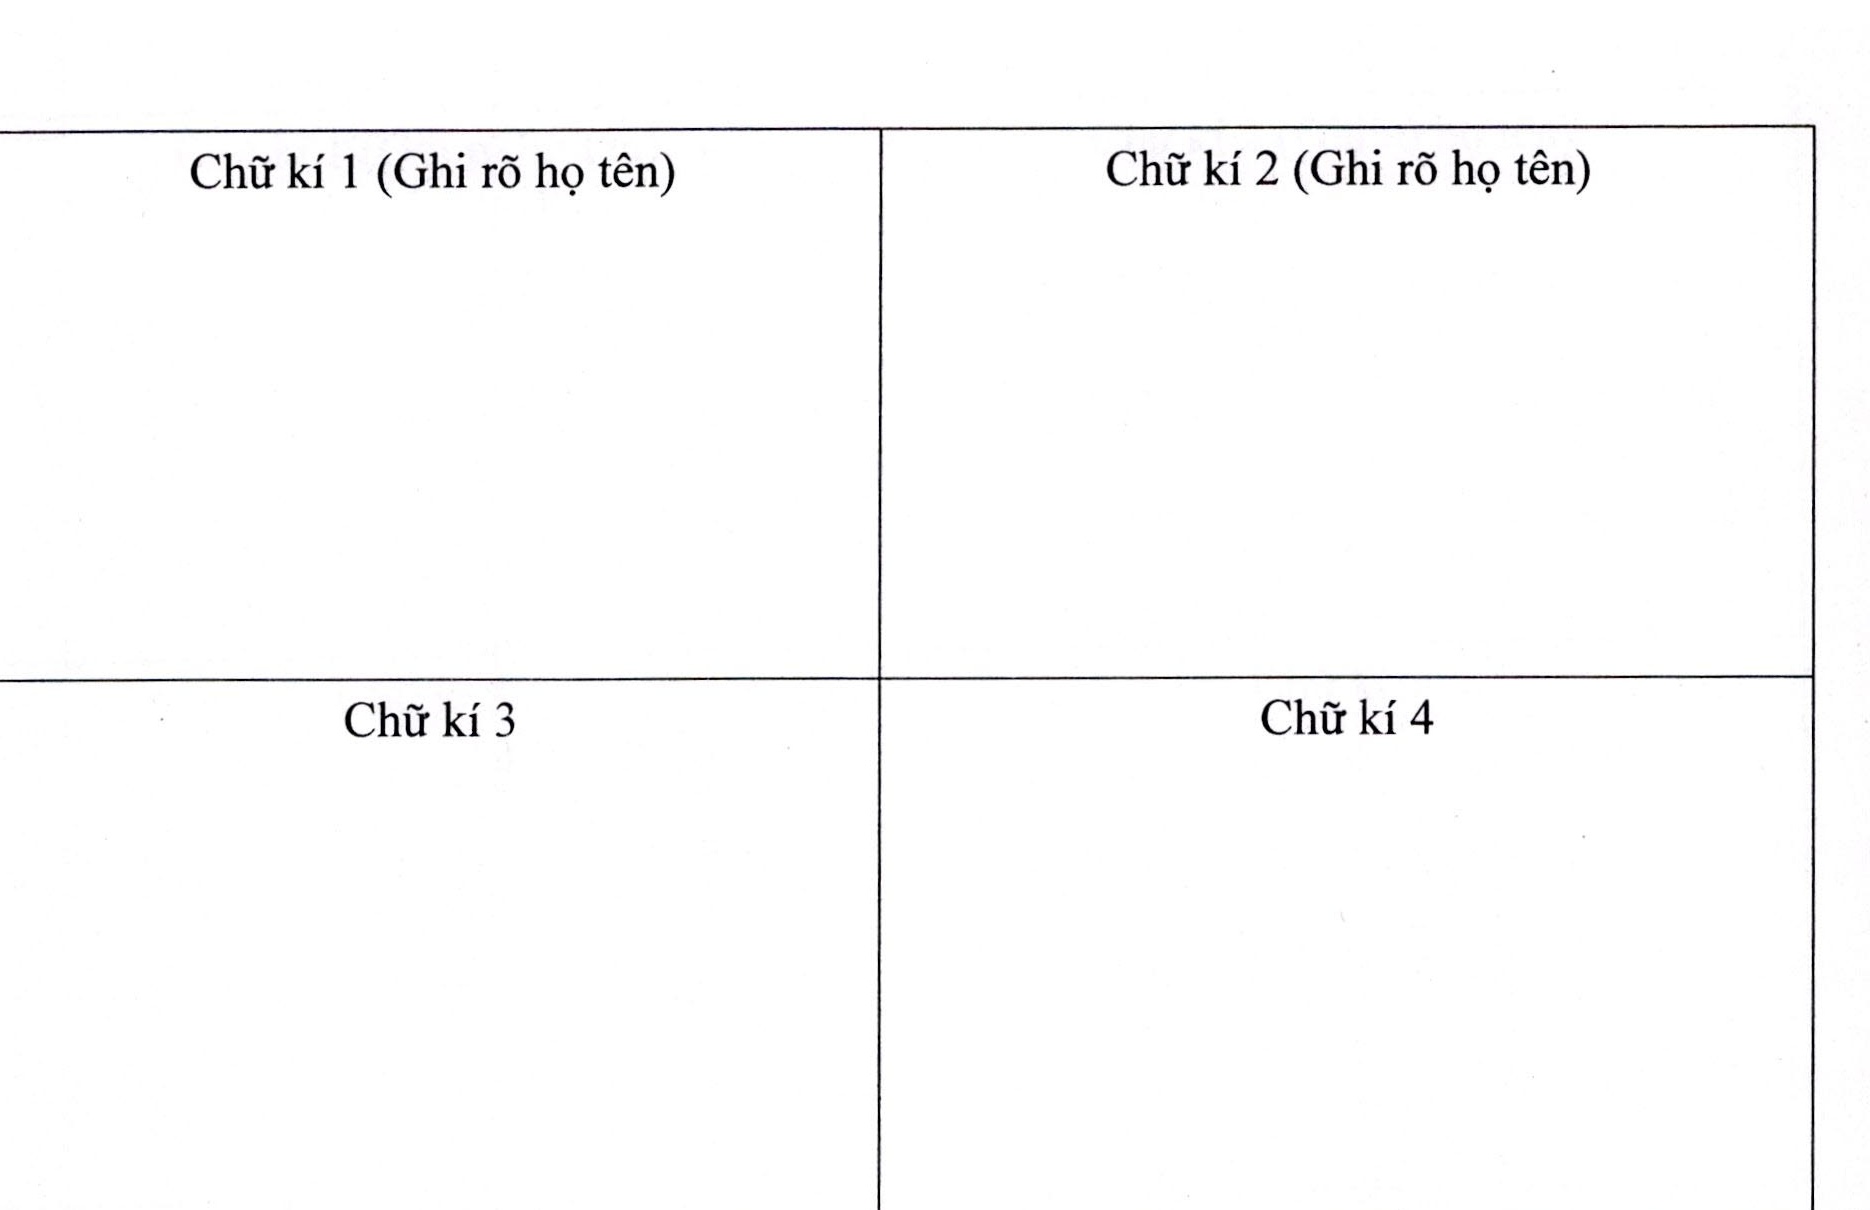 Chữ kí 1 (Ghi rõ họ tên)
Chữ kí 2 (Ghi rõ họ tên)
Chữ kí 3
Chữ kí 4